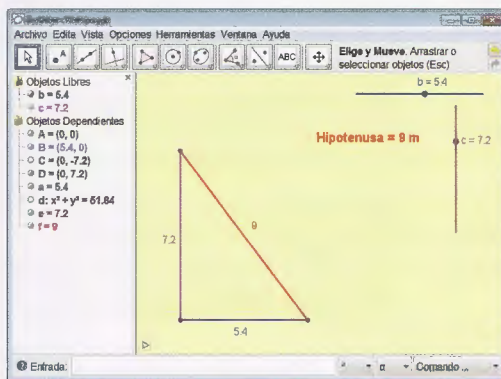 Archivo Edita Vista Opciones Herramientas Ventana Ayuda
ABC
Elige y Mueve. Arrastrar o
seleccionar objetos (Esc)
Objetos Libres
b = 5.4
c = 7.2
Objetos Dependientes
A = (0, 0)
B = (5.4, 0)
C = (0, -7.2)
D = (0, 7.2)
a = 5.4
d: x² + y² = 51.84
e = 7.2
f = 9
b = 5.4
c = 7.2
Hipotenusa = 9 m
7.2
9
5.4
Entrada:
α
Comando ...